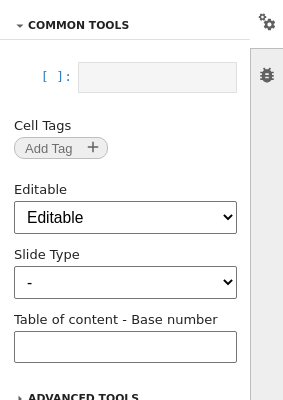 COMMON TOOLS
[ ]:
Cell Tags
Add Tag +
Editable
Editable
Slide Type
-
Table of content - Base number
ADVANCED TOOLS